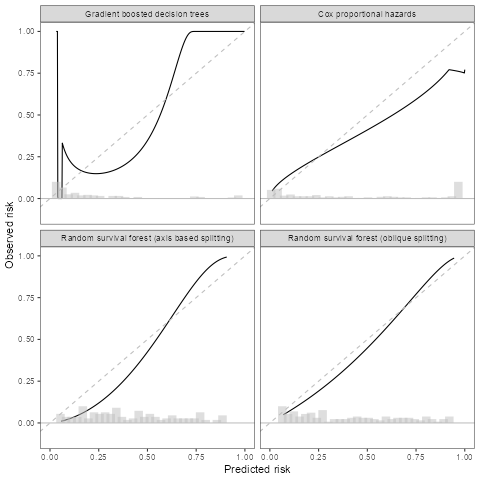 Gradient boosted decision trees
Cox proportional hazards
1.00
0.75
0.50
0.25
0.00
Observed risk
Random survival forest (axis based splitting)
Random survival forest (oblique splitting)
1.00
0.75
0.50
0.25
0.00
0.00 0.25 0.50 0.75 1.00
0.00 0.25 0.50 0.75 1.00
Predicted risk